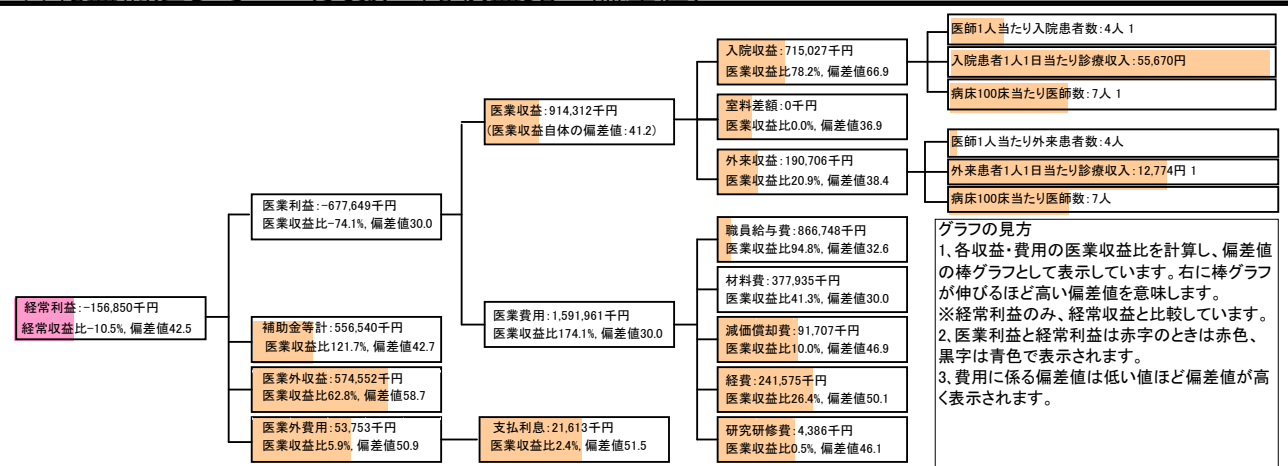 経常利益:-156,850千円
経常収益比-10.5%, 偏差値42.5
医業利益:-677,649千円
医業収益比-74.1%, 偏差値30.0
補助金等計:556,540千円
医業収益比121.7%, 偏差値42.7
医業外収益:574,552千円
医業収益比62.8%, 偏差値58.7
医業外費用:53,753千円
医業収益比5.9%, 偏差値50.9
支払利息:21,613千円
医業収益比2.4%, 偏差値51.5
医業収益:914,312千円
(医業収益自体の偏差値:41.2)
医業費用:1,591,961千円
医業収益比174.1%, 偏差値30.0
入院収益:715,027千円
医業収益比78.2%, 偏差値66.9
室料差額:0千円
医業収益比0.0%, 偏差値36.9
外来収益:190,706千円
医業収益比20.9%, 偏差値38.4
職員給与費:866,748千円
医業収益比94.8%, 偏差値32.6
材料費:377,935千円
医業収益比41.3%, 偏差値30.0
減価償却費:91,707千円
医業収益比10.0%, 偏差値46.9
経費:241,575千円
医業収益比26.4%, 偏差値50.1
研究研修費:4,386千円
医業収益比0.5%, 偏差値46.1
医師1人当たり入院患者数:4人 1
入院患者1人1日当たり診療収入:55,670円
病床100床当たり医師数:7人 1
医師1人当たり外来患者数:4人
外来患者1人1日当たり診療収入:12,774円 1
病床100床当たり医師数:7人
グラフの見方
1、各収益・費用の医業収益比を計算し、偏差値
の棒グラフとして表示しています。右に棒グラフ
が伸びるほど高い偏差値を意味します。
※経常利益のみ、経常収益と比較しています。
2、医業利益と経常利益は赤字のときは赤色、
黒字は青色で表示されます。
3、費用に係る偏差値は低い値ほど偏差値が高
く表示されます。